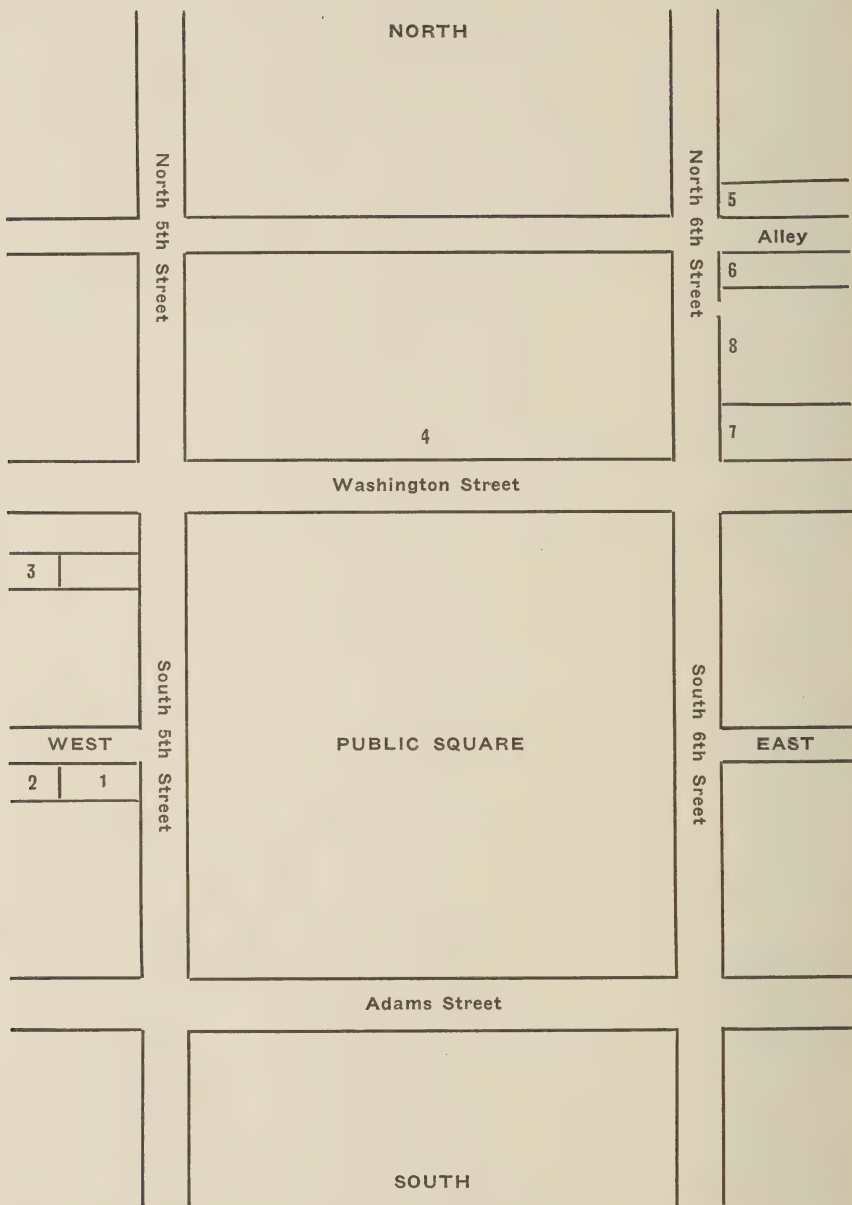 NORTH
North 5th Street
North 6th Street
5
Alley
6
8
4
7
Washington Street
3
South 5th Street
South 6th Sreet
WEST
PUBLIC SQUARE
EAST
2
1
Adams Street
SOUTH